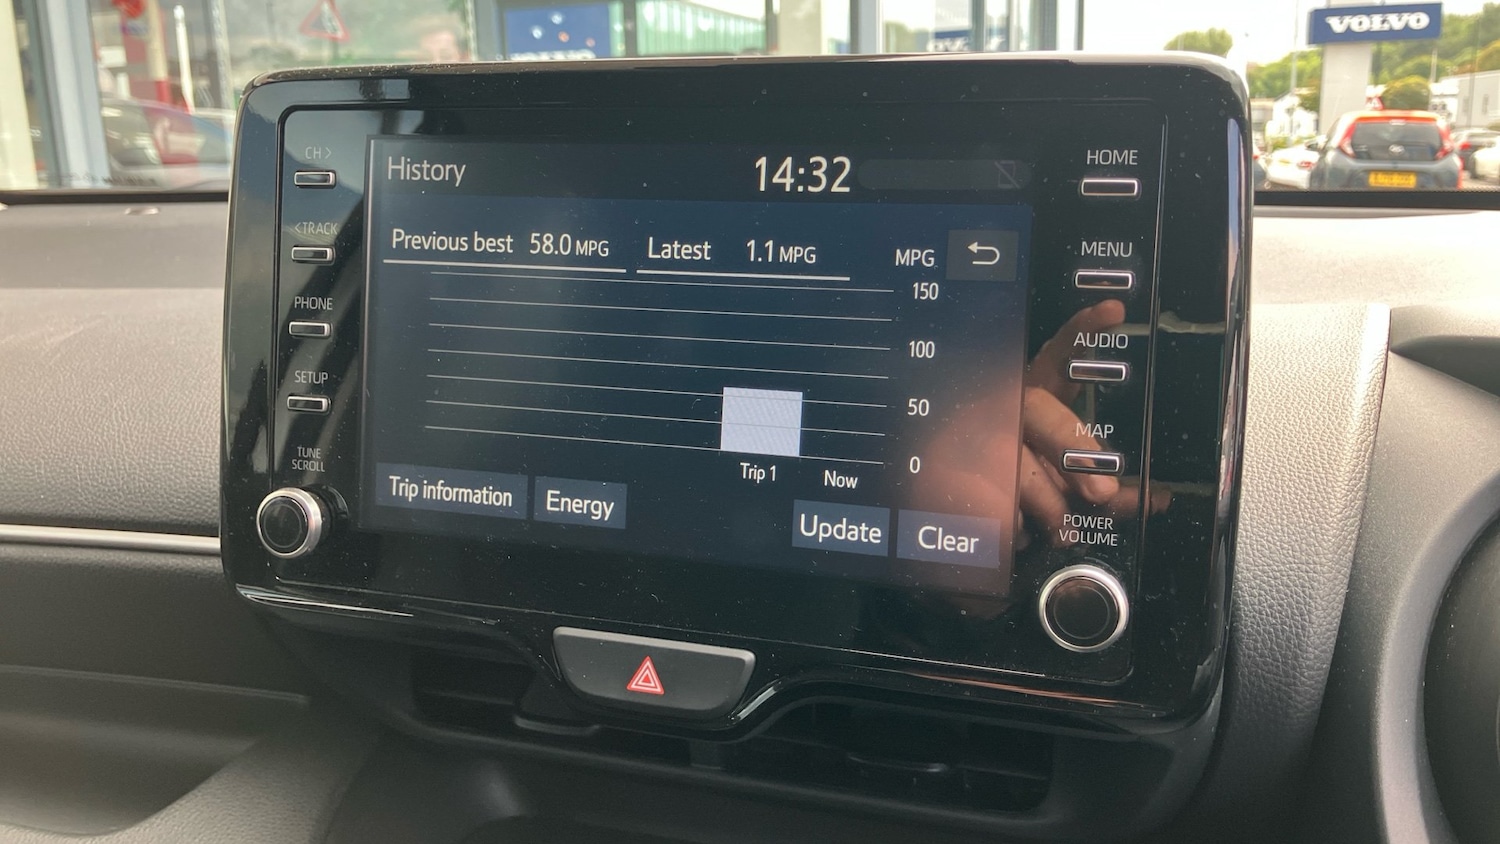 VOLVO
CH >
< TRACK
PHONE
SETUP
TUNE
SCROLL
History
14:32
Previous best 58.0 MPG
Latest 1.1 MPG
MPG
150
100
50
0
Trip 1
Now
Trip information
Energy
Update
Clear
HOME
MENU
AUDIO
MAP
POWER
VOLUME